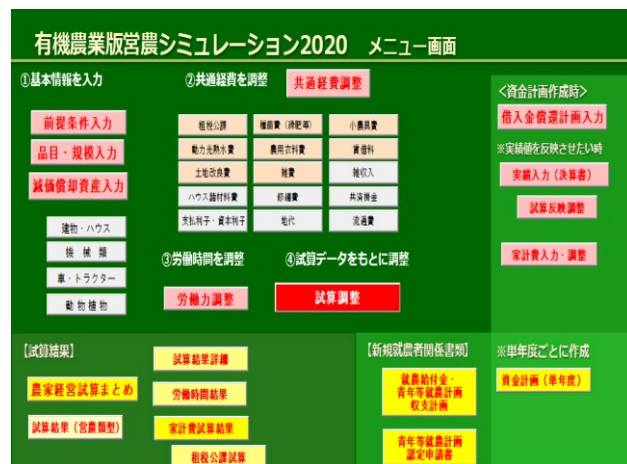 有機農業版営農シミュレーション2020 メニュー画面
①基本情報を入力
前提条件入力
品目・規模入力
減価償却資産入力
建物・ハウス
機 械 類
車・トラクター
動物植物
②共通経費を調整
共通経費調整
租税公課
種苗費（緑肥等）
小農具費
動力光熱水費
農用衣料費
賃借料
土地改良費
雑費
雑収入
ハウス諸材料費
修繕費
共済掛金
支払利子・資本利子
地代
流通費
③労働時間を調整
労働力調整
④試算データをもとに調整
試算調整
＜資金計画作成時＞
借入金償還計画入力
※実績値を反映させたい時
実績入力（決算書）
試算反映調整
家計費入力・調整
【試算結果】
農家経営試算まとめ
試算結果（営農類型）
試算結果詳細
労働時間結果
家計費試算結果
租税公課試算
【新規就農者関係書類】
就農給付金・
青年等就農計画
収支計画
青年等就農計画
認定申請書
※単年度ごとに作成
資金計画（単年度）